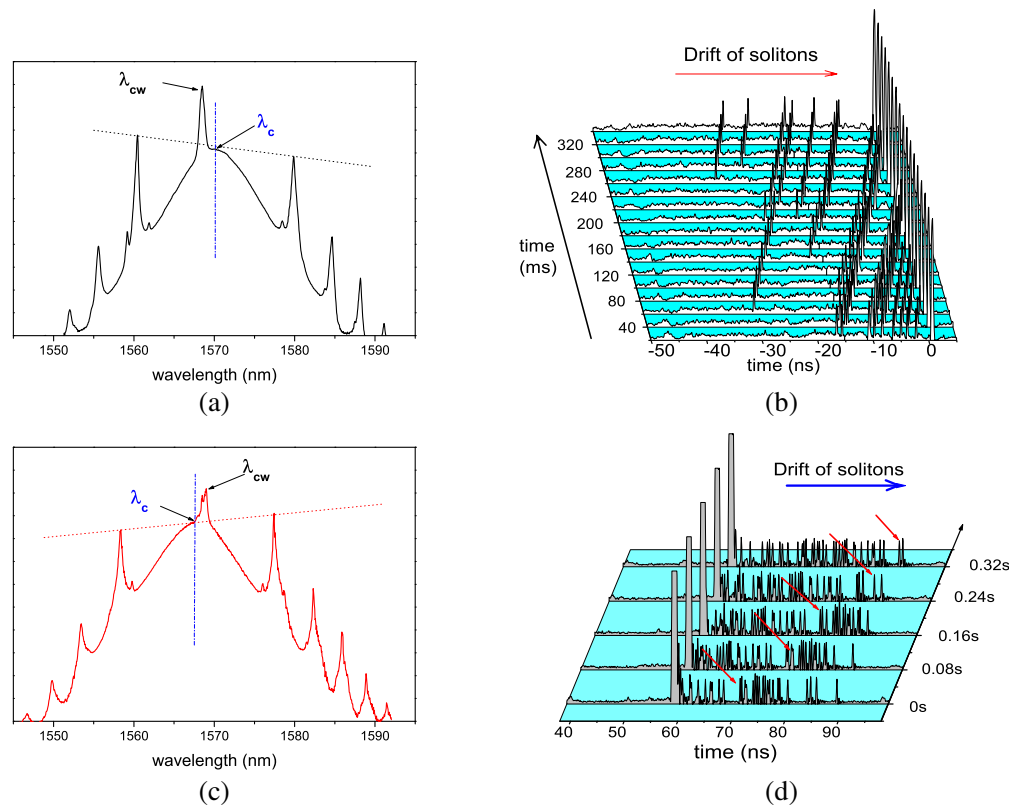 λcw
λc
1550 1560 1570 1580 1590
wavelength (nm)
(a)
Drift of solitons
320
280
240
200
160
120
80
40
time
(ms)
-50 -40 -30 -20 -10 0
time (ns)
(b)
λc
λcw
1550 1560 1570 1580 1590
wavelength (nm)
(c)
Drift of solitons
0.32s
0.24s
0.16s
0.08s
0s
40 50 60 70 80 90
time (ns)
(d)